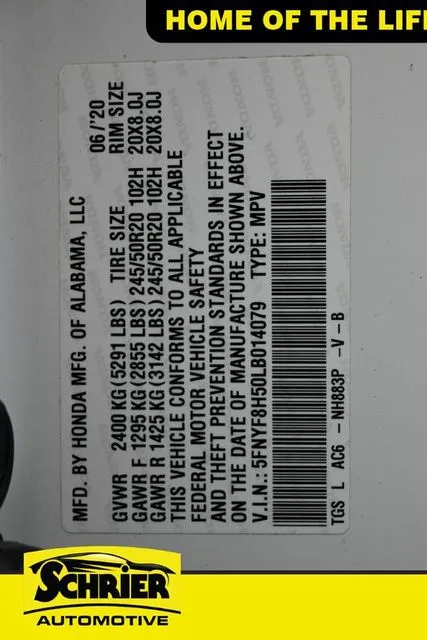 HOME OF THE LIF
MFD. BY HONDA MFG. OF ALABAMA, LLC 06/'20
GVWR 2400 KG(5291 LBS) TIRE SIZE RIM SIZE
GAWR F 1295 KG(2855 LBS)245/50R20 102H 20X8.0J
GAWR R 1425 KG(3142 LBS)245/50R20 102H 20X8.0J
THIS VEHICLE CONFORMS TO ALL APPLICABLE
FEDERAL MOTOR VEHICLE SAFETY
AND THEFT PREVENTION STANDARDS IN EFFECT
ON THE DATE OF MANUFACTURE SHOWN ABOVE.
V.I.N.: 5FNYF8H50LB014079 TYPE: MPV
TGS L AC6 -NH883P -V-B
SCHRIER
AUTOMOTIVE